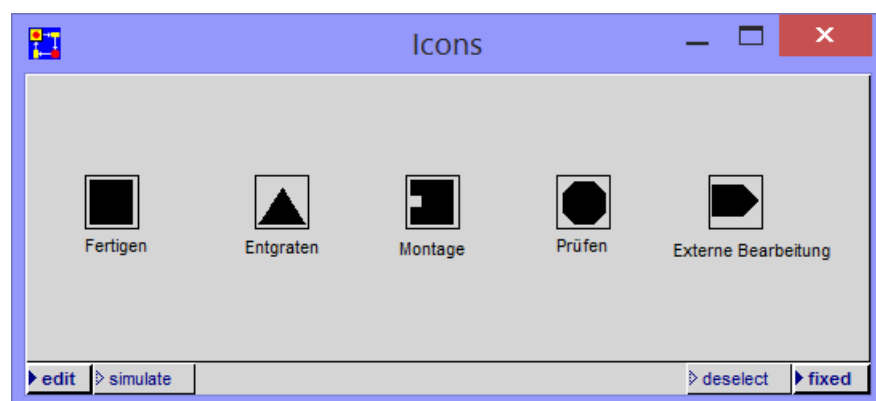 Icons
Fertigen
Entgraten
Montage
Prüfen
Externe Bearbeitung
edit
simulate
deselect
fixed